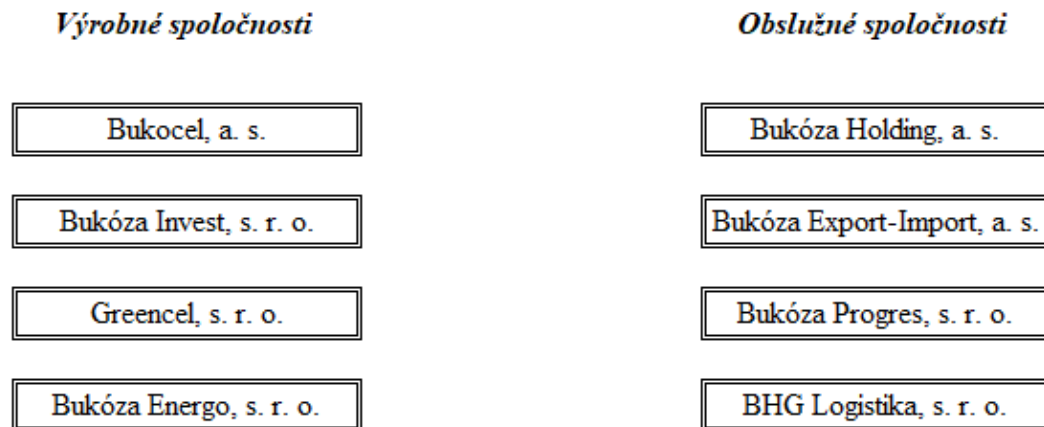 Výrobné spoločnosti
Obslužné spoločnosti
Bukocel, a. s.
Bukóza Holding, a. s.
Bukóza Invest, s. r. o.
Bukóza Export-Import, a. s.
Greencel, s. r. o.
Bukóza Progres, s. r. o.
Bukóza Energo, s. r. o.
BHG Logistika, s. r. o.